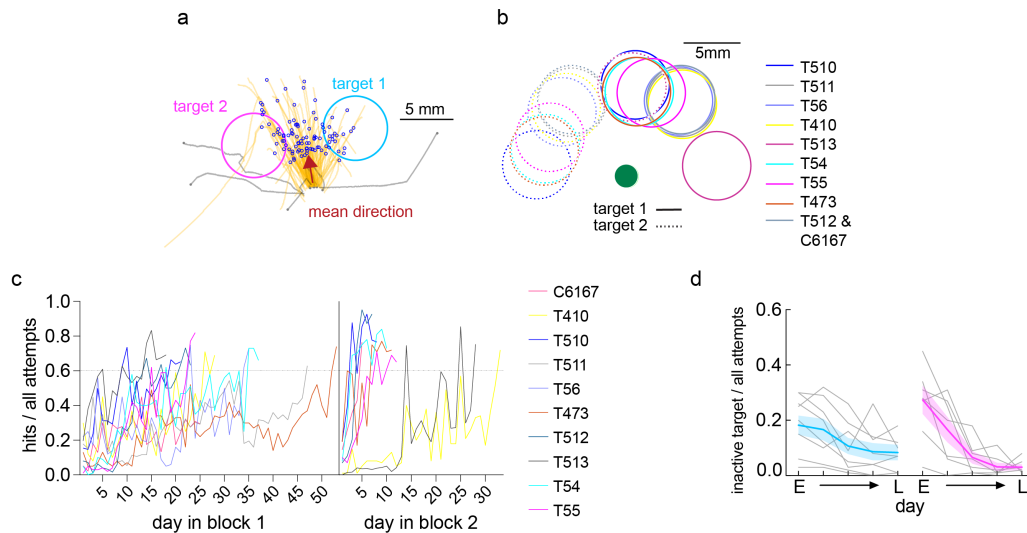 a
target 1
target 2
5 mm
mean direction
b
5mm
T510
T511
T56
T410
T513
T54
T55
T473
T512 &
C6167
target 1
target 2
c
hits / all attempts
1.0
0.8
0.6
0.4
0.2
0.0
5
10
15
20
25
30
35
40
45
50
day in block 1
5
10
15
20
25
30
day in block 2
C6167
T410
T510
T511
T56
T473
T512
T513
T54
T55
d
inactive target / all attempts
0.6
0.4
0.2
0.0
E
L
E
L
day